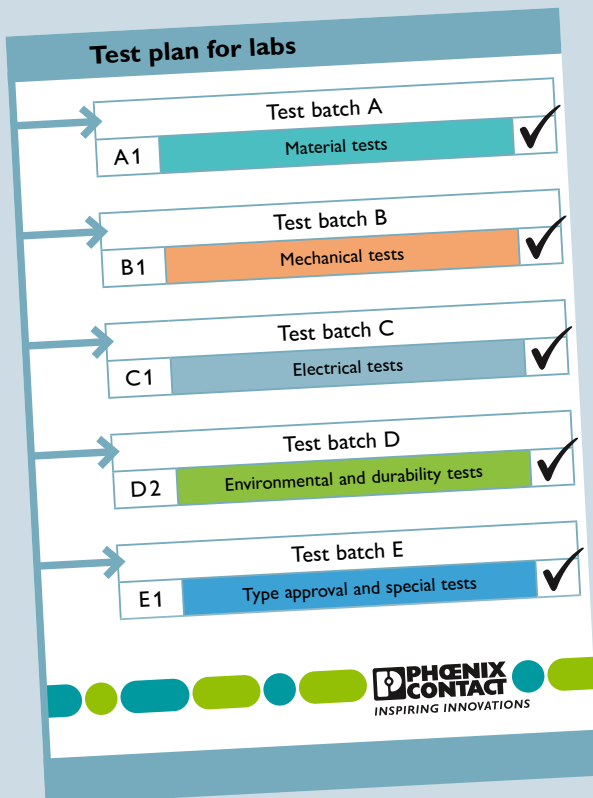 Test plan for labs
Test batch A
A1 Material tests
Test batch B
B1 Mechanical tests
Test batch C
C1 Electrical tests
Test batch D
D2 Environmental and durability tests
Test batch E
E1 Type approval and special tests
PHŒNIX
CONTACT
INSPIRING INNOVATIONS